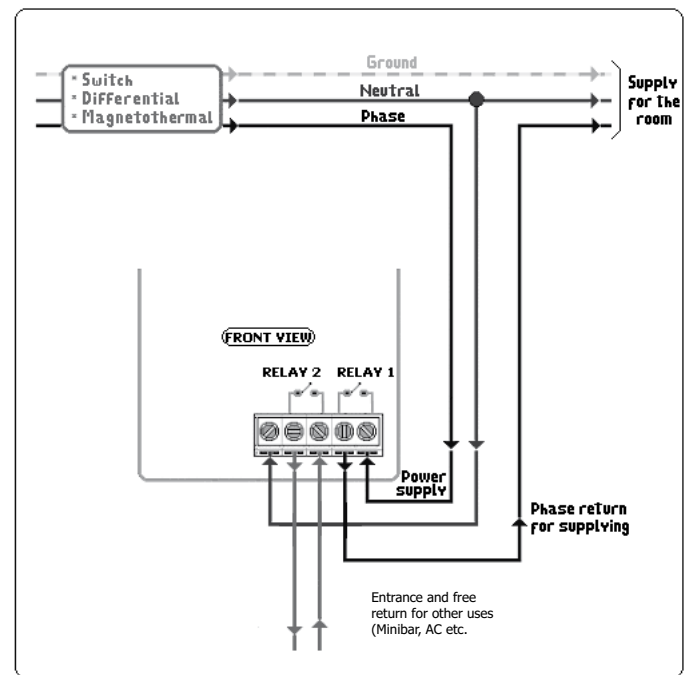 Ground
* Switch
* Differential
* Magnetothermal
Neutral
Phase
Supply
for the
room
FRONT VIEW
RELAY 2
RELAY 1
Power
supply
Phase return
for supplying
Entrance and free
return for other uses
(Minibar, AC etc.